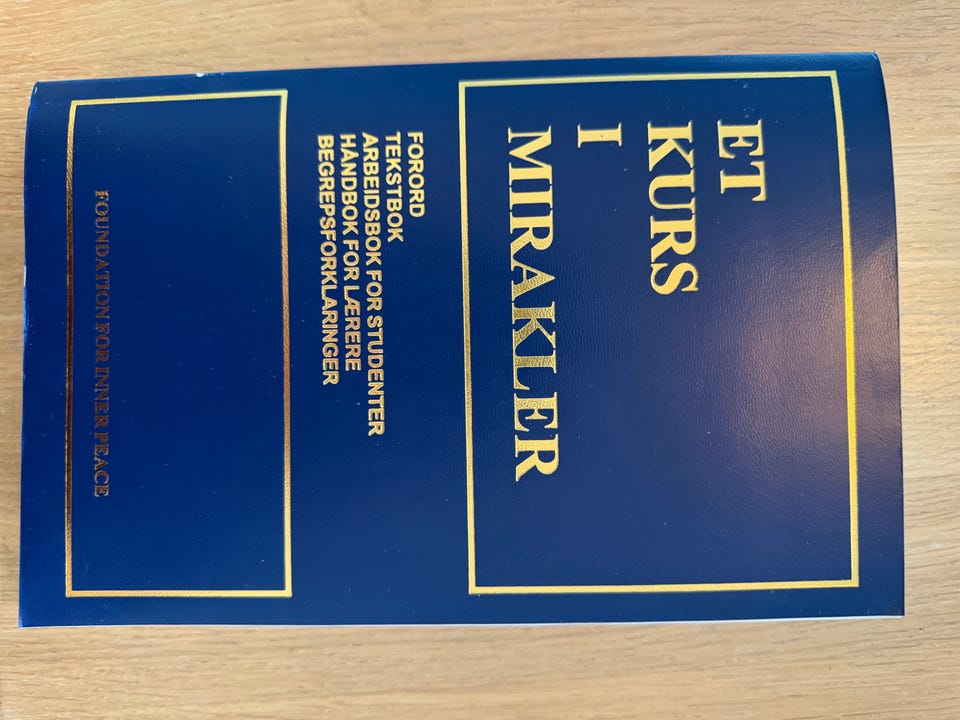 ET
KURS
I
MIRAKLER
FORORD
TEKSTBOK
ARBEIDSBOK FOR STUDENTER
HÅNDBOK FOR LÆRERE
BEGREPSFORKLARINGER
FOUNDATION FOR INNER PEACE